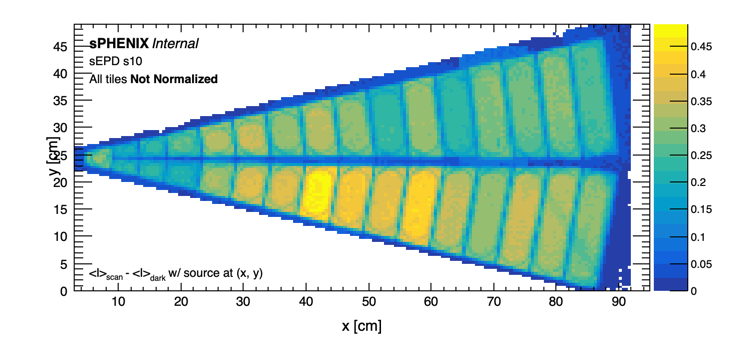 sPHENIX Internal
sEPD s10
All tiles Not Normalized
<I>scan - <I>dark w/ source at (x, y)
y [cm]
45
40
35
30
25
20
15
10
5
0
10 20 30 40 50 60 70 80 90
x [cm]
0.45
0.4
0.35
0.3
0.25
0.2
0.15
0.1
0.05
0